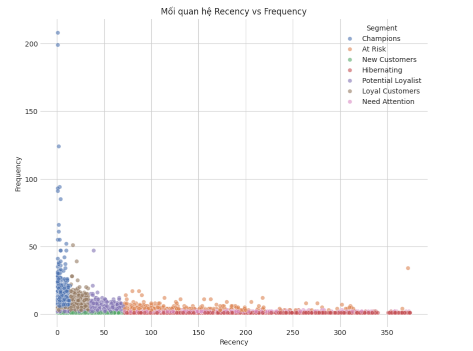 Mối quan hệ Recency vs Frequency
Segment
Champions
At Risk
New Customers
Hibernating
Potential Loyalist
Loyal Customers
Need Attention
Frequency
200
150
100
50
0
0 50 100 150 200 250 300 350
Recency